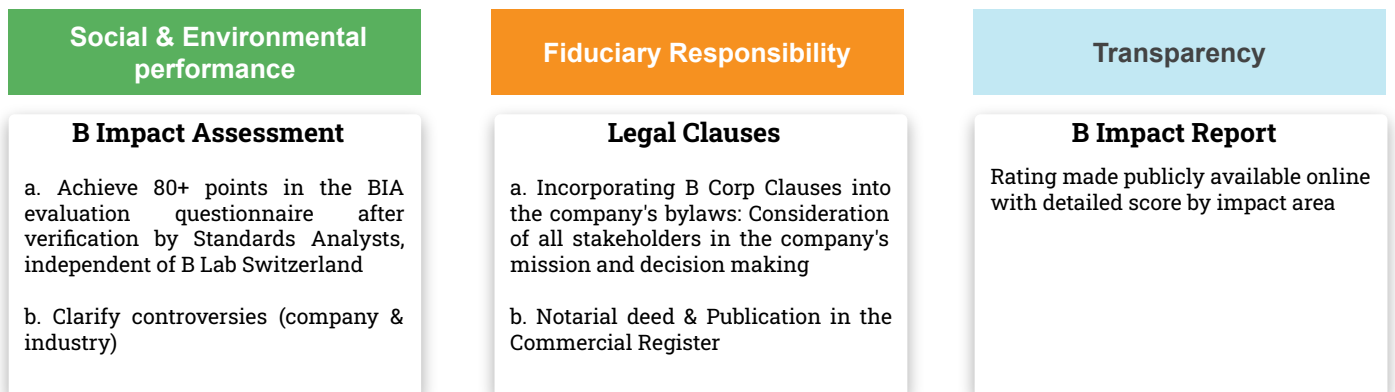 Social & Environmental
performance
B Impact Assessment
a. Achieve 80+ points in the BIA
evaluation questionnaire after
verification by Standards Analysts,
independent of B Lab Switzerland
b. Clarify controversies (company &
industry)
Fiduciary Responsibility
Legal Clauses
a. Incorporating B Corp Clauses into
the company's bylaws: Consideration
of all stakeholders in the company's
mission and decision making
b. Notarial deed & Publication in the
Commercial Register
Transparency
B Impact Report
Rating made publicly available online
with detailed score by impact area